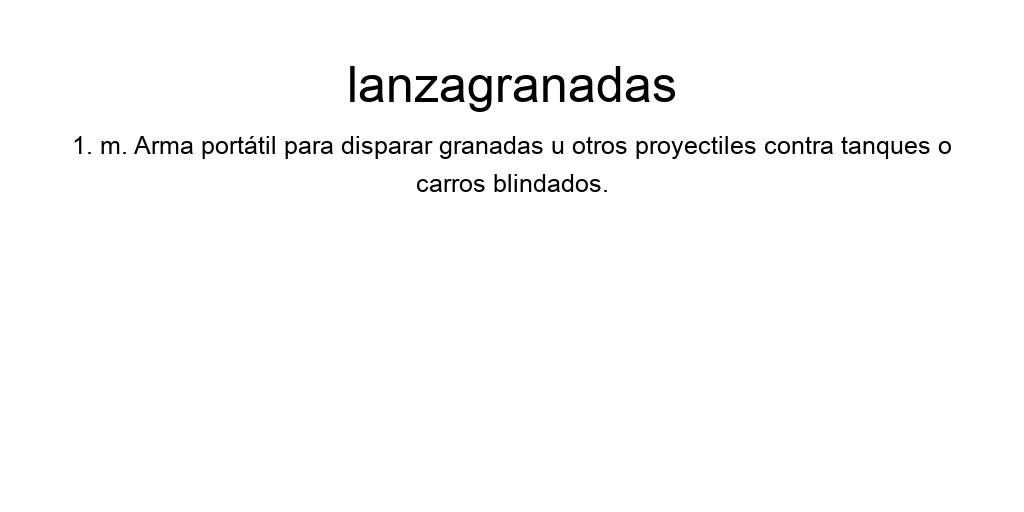 lanzagranadas
1. m. Arma portátil para disparar granadas u otros proyectiles contra tanques o
carros blindados.